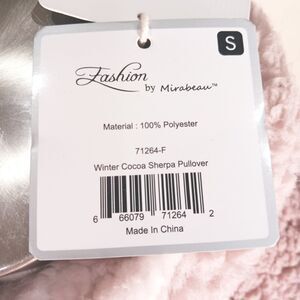 S
Fashion
by Mirabeau™
Material : 100% Polyester
71264-F
Winter Cocoa Sherpa Pullover
6 66079 71264 2
Made In China